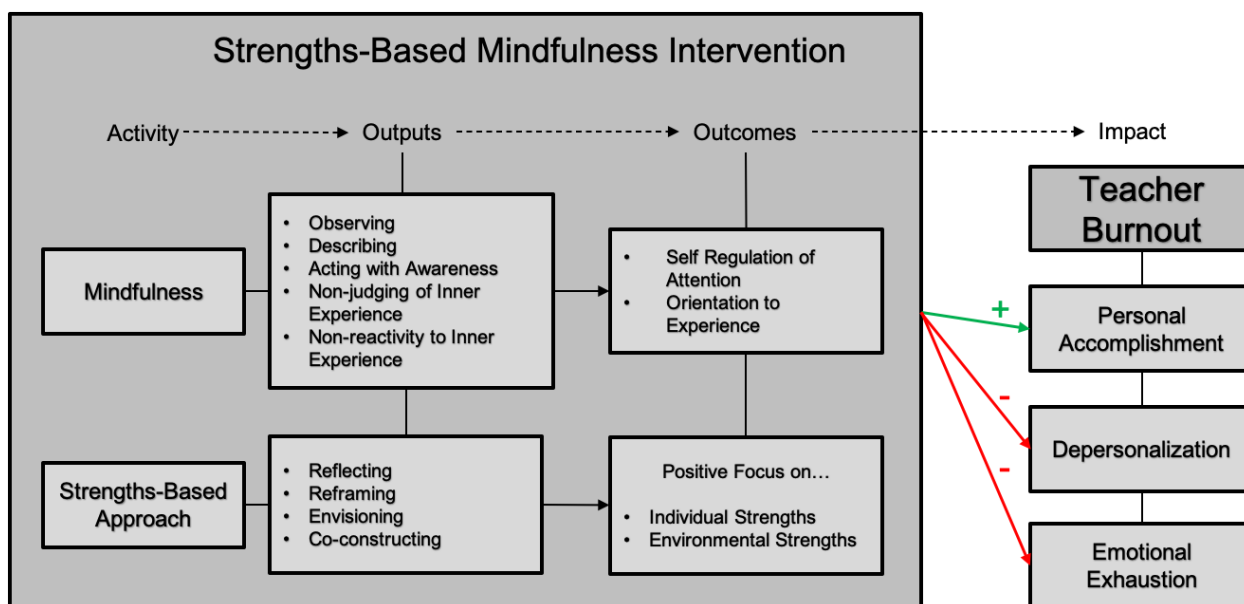 Strengths-Based Mindfulness Intervention
Activity
Outputs
Outcomes
Impact
Teacher
Burnout
Mindfulness
• Observing
• Describing
• Acting with Awareness
• Non-judging of Inner
Experience
• Non-reactivity to Inner
Experience
• Self Regulation of
Attention
• Orientation to
Experience
+
Personal
Accomplishment
-
Depersonalization
-
Strengths-Based
Approach
• Reflecting
• Reframing
• Envisioning
• Co-constructing
Positive Focus on...
• Individual Strengths
• Environmental Strengths
Emotional
Exhaustion